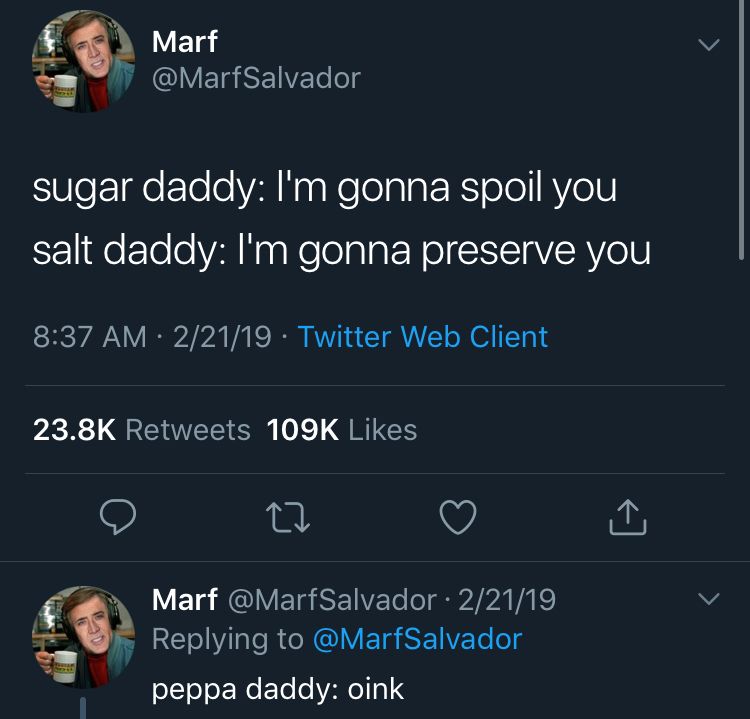 Marf
@MarfSalvador
sugar daddy: I'm gonna spoil you
salt daddy: I'm gonna preserve you
8:37 AM · 2/21/19 · Twitter Web Client
23.8K Retweets 109K Likes
Marf @MarfSalvador · 2/21/19
Replying to @MarfSalvador
peppa daddy: oink